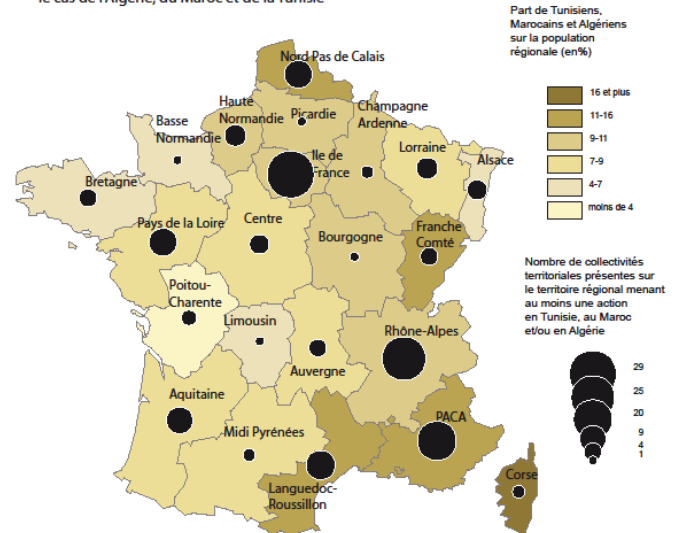 le cas de l'Algérie, du Maroc et de la Tunisie
Part de Tunisiens,
Marocains et Algériens
sur la population
régionale (en%)
16 et plus
11-16
9-11
7-9
4-7
moins de 4
Nord Pas de Calais
Haute
Normandie
Picardie
Champagne
Ardenne
Basse
Normandie
Ile de
France
Lorraine
Alsace
Bretagne
Pays de la Loire
Centre
Bourgogne
Franche
Comté
Poitou-
Charente
Limousin
Auvergne
Rhône-Alpes
Aquitaine
Midi Pyrénées
Languedoc-
Roussillon
PACA
Corse
Nombre de collectivités
territoriales présentes sur
le territoire régional menant
au moins une action
en Tunisie, au Maroc
et/ou en Algérie
29
25
20
9
4
1